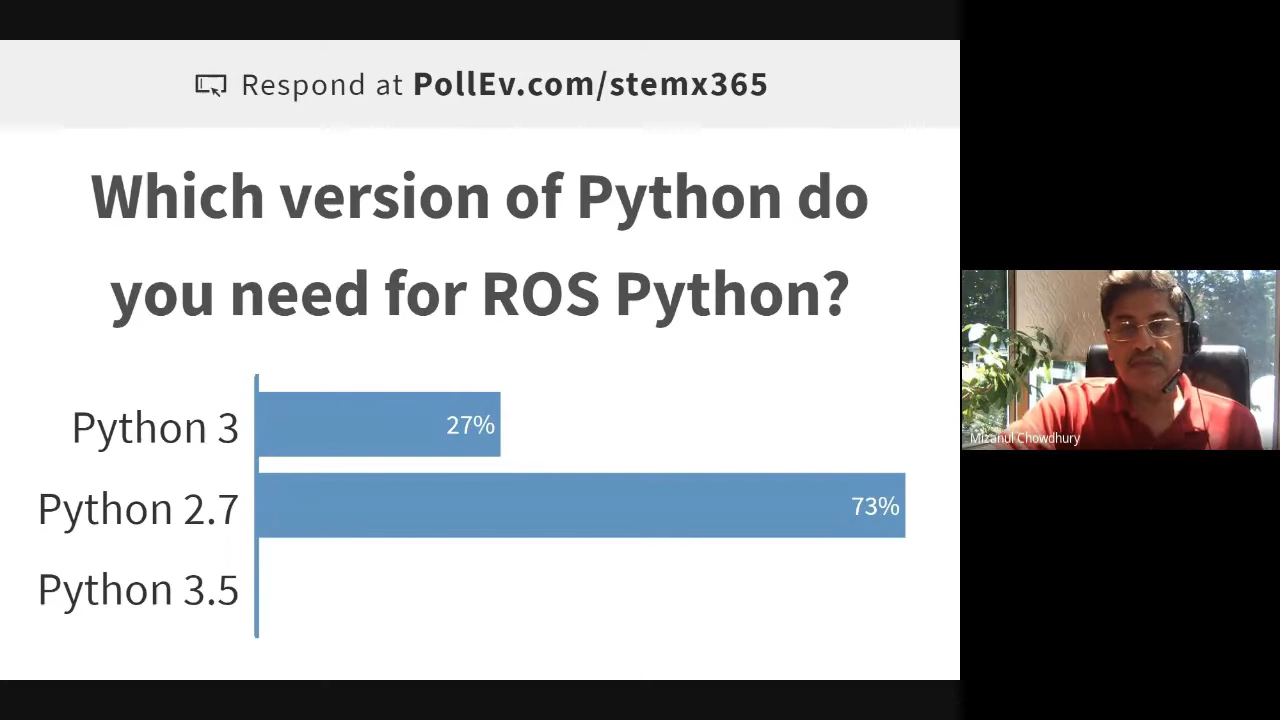 Respond at PollEv.com/stemx365
Which version of Python do
you need for ROS Python?
Python 3
27%
Python 2.7
73%
Python 3.5
Mizanul Chowdhury